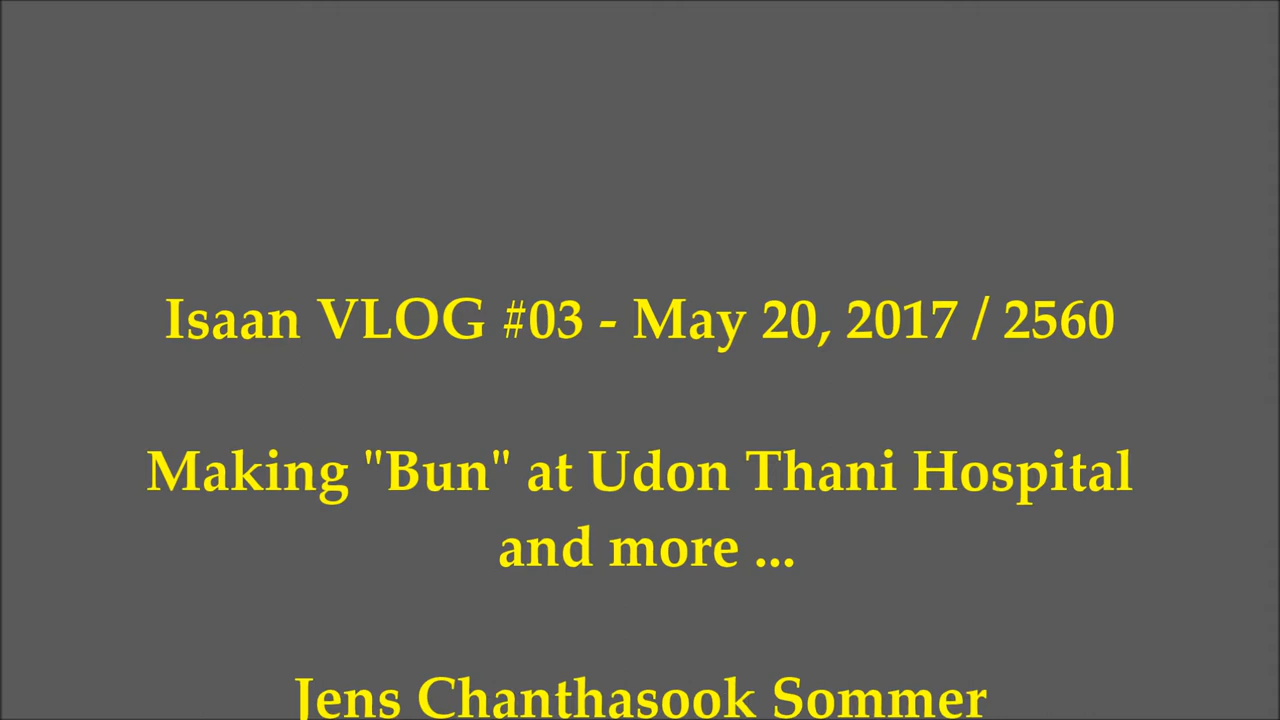 Isaan VLOG #03 - May 20, 2017 / 2560
Making "Bun" at Udon Thani Hospital
and more ...
Jens Chanthasook Sommer